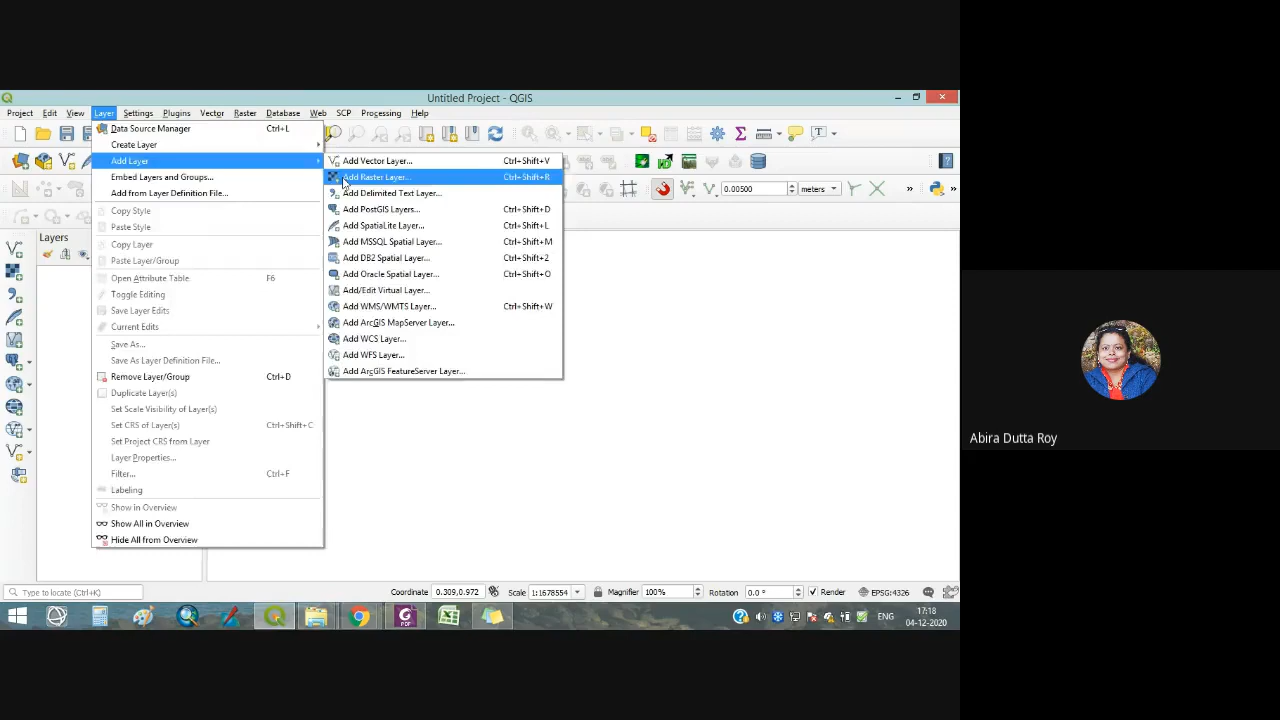 Untitled Project - QGIS
Project Edit View Layer Settings Plugins Vector Raster Database Web SCP Processing Help
Data Source Manager Ctrl+L
Create Layer
Add Layer
Embed Layers and Groups...
Add from Layer Definition File...
Copy Style
Paste Style
Copy Layer
Paste Layer/Group
Open Attribute Table F6
Toggle Editing
Save Layer Edits
Current Edits
Save As...
Save As Layer Definition File...
Remove Layer/Group Ctrl+D
Duplicate Layer(s)
Set Scale Visibility of Layer(s)
Set CRS of Layer(s) Ctrl+Shift+C
Set Project CRS from Layer
Layer Properties...
Filter... Ctrl+F
Labeling
Show in Overview
Show All in Overview
Hide All from Overview
Add Vector Layer... Ctrl+Shift+V
Add Raster Layer... Ctrl+Shift+R
Add Delimited Text Layer...
Add PostGIS Layers... Ctrl+Shift+D
Add SpatiaLite Layer... Ctrl+Shift+L
Add MSSQL Spatial Layer... Ctrl+Shift+M
Add DB2 Spatial Layer... Ctrl+Shift+2
Add Oracle Spatial Layer... Ctrl+Shift+O
Add/Edit Virtual Layer...
Add WMS/WMTS Layer... Ctrl+Shift+W
Add ArcGIS MapServer Layer...
Add WCS Layer...
Add WFS Layer...
Add ArcGIS FeatureServer Layer...
0.00500 meters
Layers
Abira Dutta Roy
Type to locate (Ctrl+K) Coordinate 0.309,0.972 Scale 1:1678554 Magnifier 100% Rotation 0.0 ° Render EPSG:4326
PDF
ENG
17:18
04-12-2020